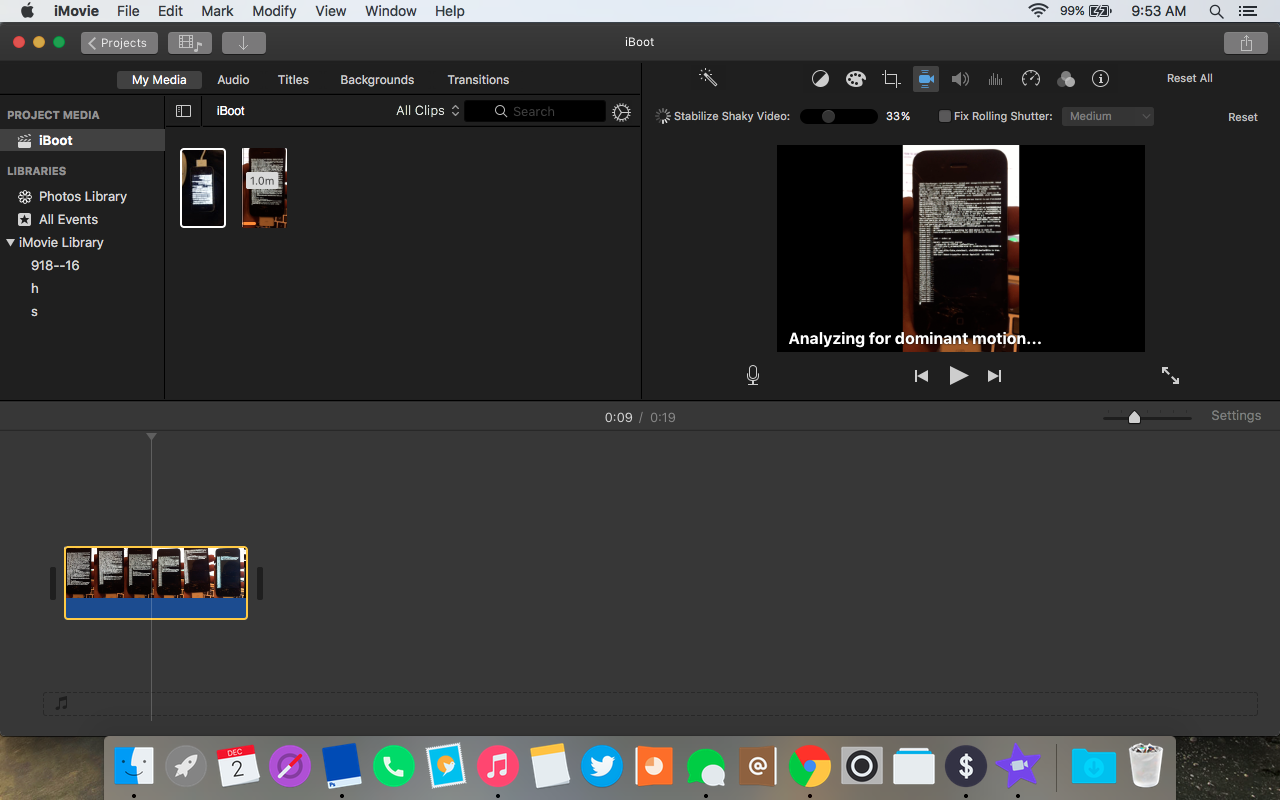 iMovie File Edit Mark Modify View Window Help 99% 9:53 AM
Projects iBoot
My Media Audio Titles Backgrounds Transitions Reset All
PROJECT MEDIA iBoot All Clips Search
Stabilize Shaky Video: 33% Fix Rolling Shutter: Medium Reset
iBoot
LIBRARIES
1.0m
Photos Library
All Events
iMovie Library
918--16
h
s
Analyzing for dominant motion...
0:09 / 0:19 Settings
DEC
2
Ps
@
$